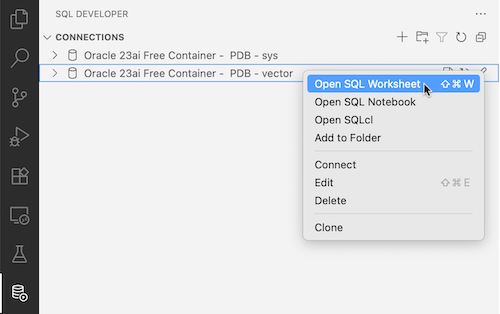 SQL DEVELOPER
CONNECTIONS
Oracle 23ai Free Container - PDB - sys
Oracle 23ai Free Container - PDB - vector
Open SQL Worksheet ⇧⌘W
Open SQL Notebook
Open SQLcl
Add to Folder
Connect
Edit ⇧⌘E
Delete
Clone